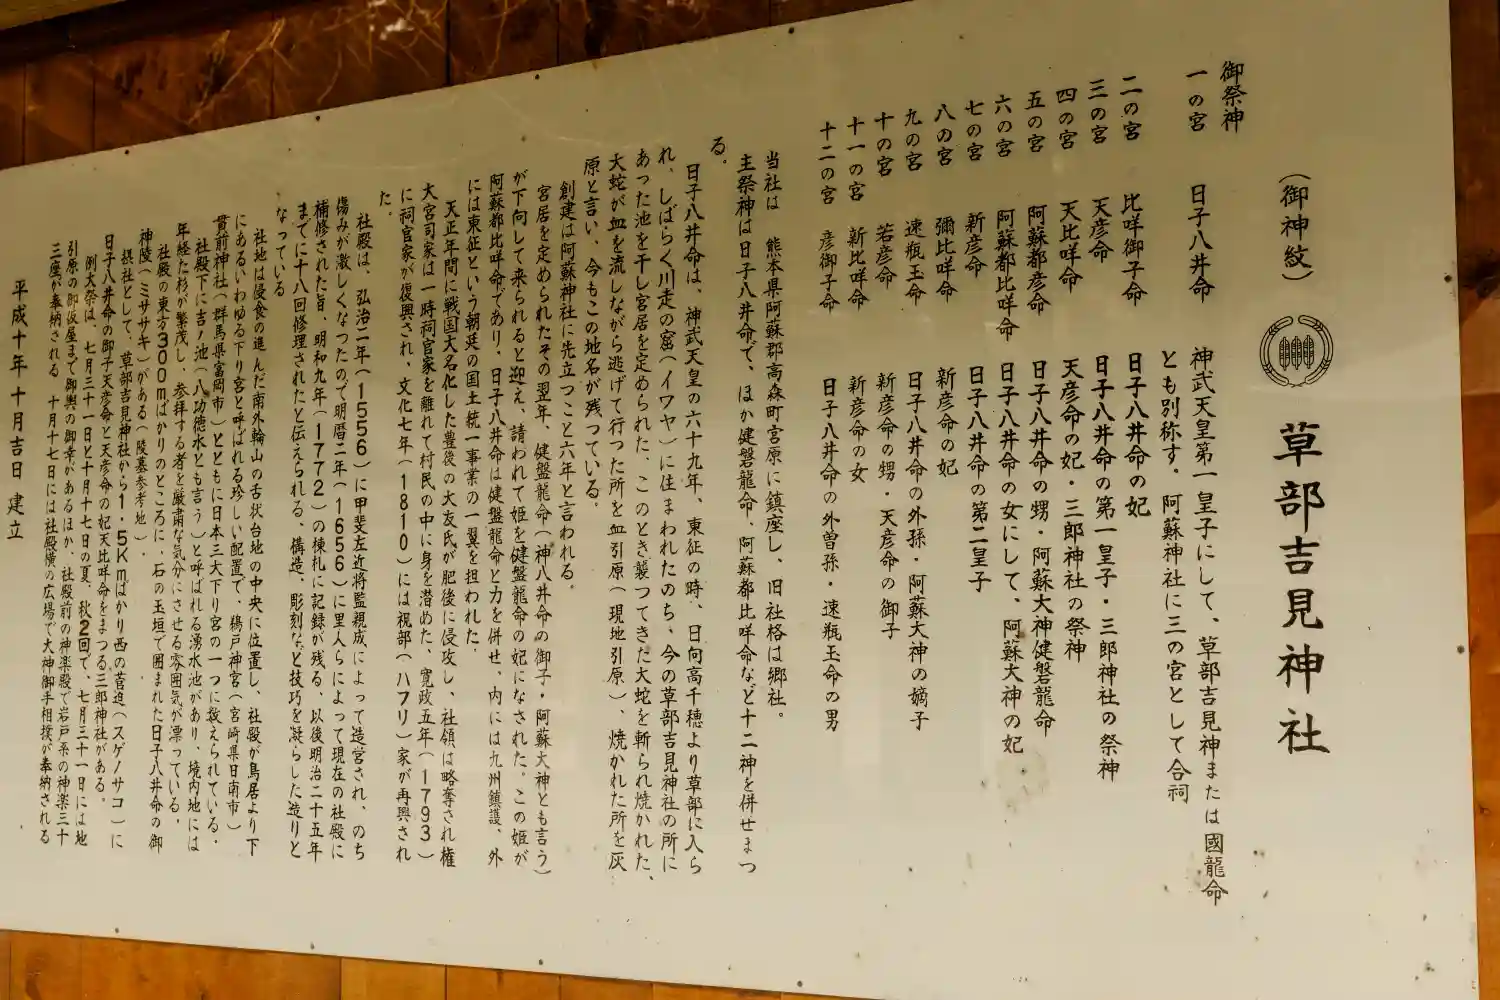 (御神紋) 草部吉見神社
御祭神
一の宮 日子八井命 神武天皇第一皇子にして、草部吉見神または國龍命
とも別称す。阿蘇神社に三の宮として合祠
二の宮 比咩御子命 日子八井命の妃
三の宮 天彦命 日子八井命の第一皇子・三郎神社の祭神
四の宮 天比咩命 天彦命の妃・三郎神社の祭神
五の宮 阿蘇都彦命 日子八井命の甥・阿蘇大神健磐龍命
六の宮 阿蘇都比咩命 日子八井命の女にして、阿蘇大神の妃
七の宮 新彦命 日子八井命の第二皇子
八の宮 彌比咩命 新彦命の妃
九の宮 速瓶玉命 日子八井命の外孫・阿蘇大神の嫡子
十の宮 若彦命 新彦命の甥・天彦命の御子
十一の宮 新比咩命 新彦命の女
十二の宮 彦御子命 日子八井命の外曽孫・速瓶玉命の男
当社は 熊本県阿蘇郡高森町宮原に鎮座し、旧社格は郷社。
主祭神は日子八井命で、ほか健磐龍命、阿蘇都比咩命など十二神を併せまつ
る。
日子八井命は、神武天皇の六十九年、東征の時、日向高千穂より草部に入ら
れ、しばらく川走の窟(イワヤ)に住まわれたのち、今の草部吉見神社の所に
あった池を干し宮居を定められた、このとき襲つてきた大蛇を斬られ焼かれた、
大蛇が血を流しながら逃げて行った所を血引原(現地引原)、焼かれた所を灰
原と言い、今もこの地名が残っている。
創建は阿蘇神社に先立つこと六年と言われる。
宮居を定められたその翌年、健盤龍命(神八井命の御子・阿蘇大神とも言う)
が下向して来られると迎え、請われて姫を健盤龍命の妃になされた。この姫が
阿蘇都比咩命であり、日子八井命は健盤龍命と力を併せ、内には九州鎮護、外
には東征という朝廷の国土統一事業の一翼を担われた.
天正年間に戦国大名化した豊後の大友氏が肥後に侵攻し、社領は略奪され権
大宮司家は一時祠官家を離れて村民の中に身を潜めた、寛政五年(1793)
に祠官家が復興され、文化七年(1810)には祝部(ハフリ)家が再興され
た.
社殿は、弘治二年(1556)に甲斐左近将監親成によって造営され、のち
傷みが激しくなつたので明暦二年(1656)に里人らによって現在の社殿に
補修された旨、明和九年(1772)の棟札に記録が残る、以後明治二十五年
までに十八回修理されたと伝えられる、構造、彫刻など技巧を凝らした造りと
なっている
社地は侵食の進んだ南外輪山の舌状台地の中央に位置し、社殿が鳥居より下
にあるいわゆる下り宮と呼ばれる珍しい配置で、鵜戸神宮(宮崎県日南市)
貫前神社(群馬県富岡市)とともに日本三大下り宮の一つに数えられている.
社殿下に吉ノ池(八功徳水とも言う)と呼ばれる湧水池があり、境内地には
年経た杉が繁茂し、参拝する者を厳粛な気分にさせる雰囲気が漂っている.
社殿の東方300mばかりのところに、石の玉垣で囲まれた日子八井命の御
神陵(ミササキ)がある(陵墓参考地).
摂社として、草部吉見神社から1.5Kmばかり西の菅迫(スゲノサコ)に
日子八井命の御子天彦命と天彦命の妃天比咩命をまつる三郎神社がある.
例大祭は、七月三十一日と十月十七日の夏、秋2回で、七月三十一日には地
引原の御仮屋まで御輿の御幸があるほか、社殿前の神楽殿で岩戸系の神楽三十
三座が奉納される 十月十七日には社殿横の広場で大神御手相撲が奉納される
平成十年十月吉日建立